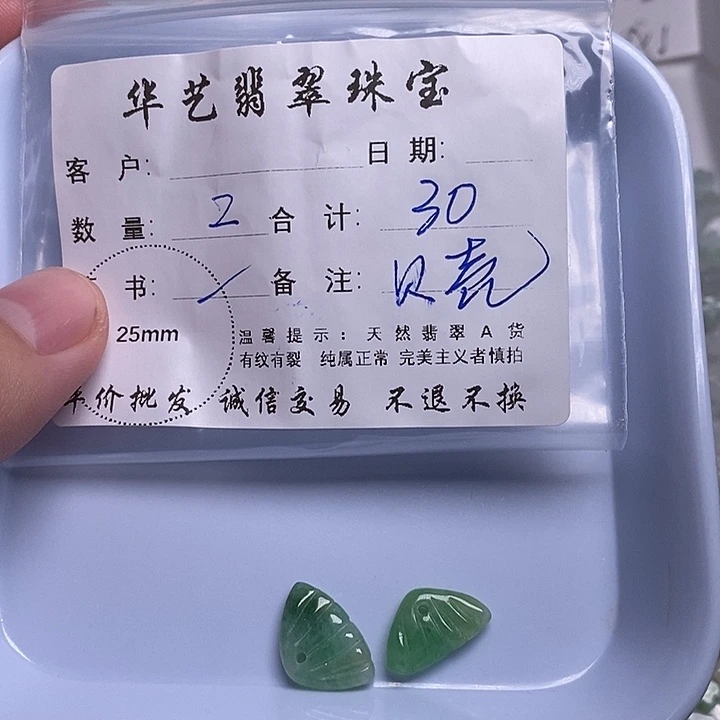 华艺翡翠珠宝
客 户: 日 期:
数 量: 2 合 计: 30
书: / 备 注: 贝壳
25mm
温馨提示: 天然翡翠A货
有纹有裂 纯属正常 完美主义者慎拍
平价批发 诚信交易 不退不换